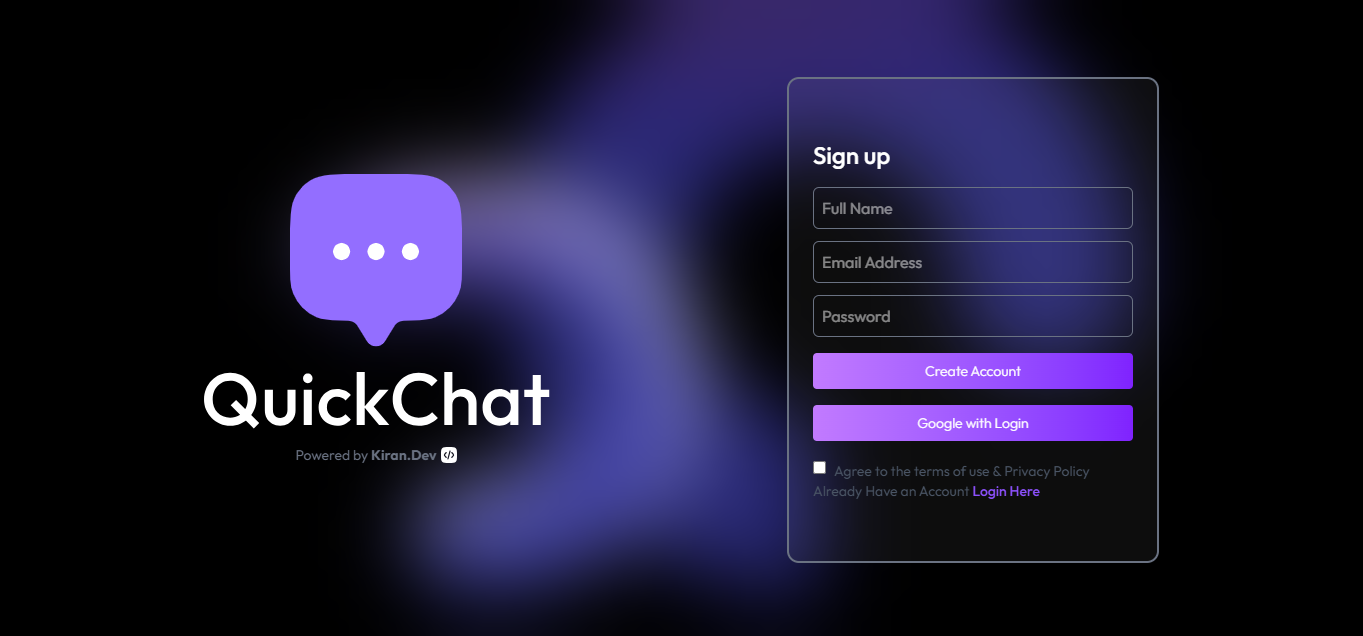 QuickChat
Powered by Kiran.Dev
Sign up
Full Name
Email Address
Password
Create Account
Google with Login
Agree to the terms of use & Privacy Policy
Already Have an Account Login Here